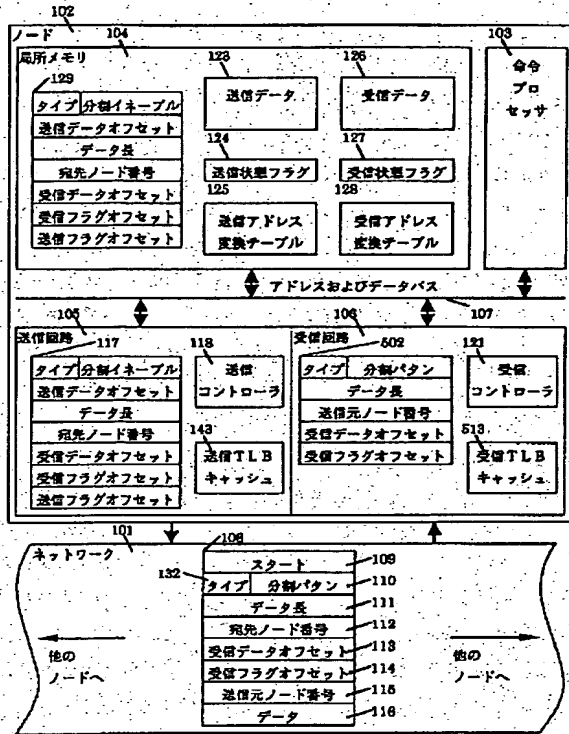 102
ノード
104
103
局所メモリ
129
タイプ 分割イネーブル
送信データオフセット
データ長
宛先ノード番号
受信データオフセット
受信フラグオフセット
送信フラグオフセット
123
送信データ
126
受信データ
124
送信状態フラグ
127
受信状態フラグ
125
送信アドレス
変換テーブル
128
受信アドレス
変換テーブル
命令
プロ
セッサ
アドレスおよびデータバス
107
105
送信回路
117
タイプ 分割イネーブル
送信データオフセット
データ長
宛先ノード番号
受信データオフセット
受信フラグオフセット
送信フラグオフセット
118
送信
コントローラ
143
送信TLB
キャッシュ
106
受信回路
502
タイプ 分割パタン
データ長
送信元ノード番号
受信データオフセット
受信フラグオフセット
121
受信
コントローラ
513
受信TLB
キャッシュ
101
ネットワーク
108
スタート 109
132
タイプ 分割パタン 110
データ長 111
宛先ノード番号 112
受信データオフセット 113
受信フラグオフセット 114
送信元ノード番号 115
データ 116
他の
ノードへ
他の
ノードへ